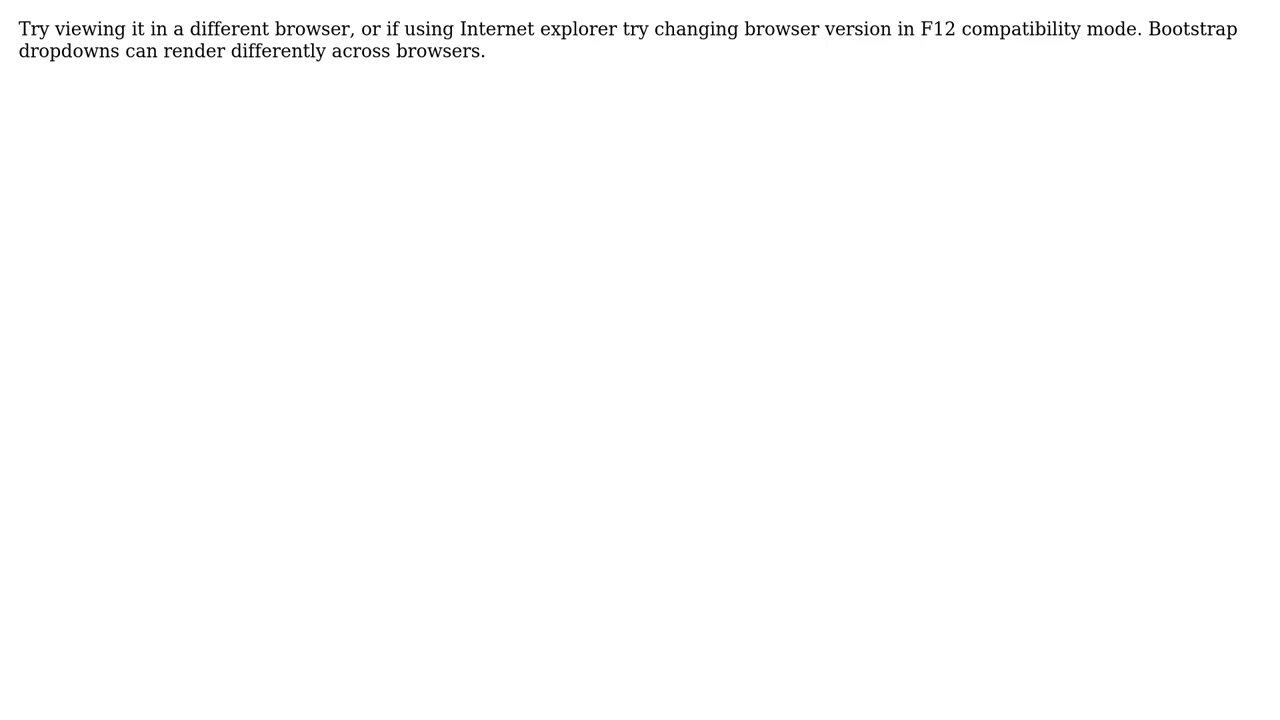 Try viewing it in a different browser, or if using Internet explorer try changing browser version in F12 compatibility mode. Bootstrap
dropdowns can render differently across browsers.